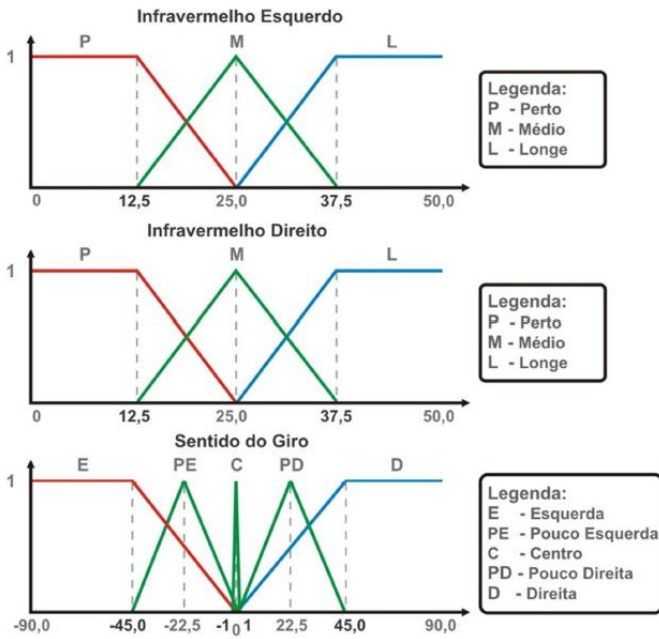 Infravermelho Esquerdo
P M L
1
0 12,5 25,0 37,5 50,0
Legenda:
P - Perto
M - Médio
L - Longe
Infravermelho Direito
P M L
1
0 12,5 25,0 37,5 50,0
Legenda:
P - Perto
M - Médio
L - Longe
Sentido do Giro
E PE C PD D
1
-90,0 -45,0 -22,5 -1 0 1 22,5 45,0 90,0
Legenda:
E - Esquerda
PE - Pouco Esquerda
C - Centro
PD - Pouco Direita
D - Direita